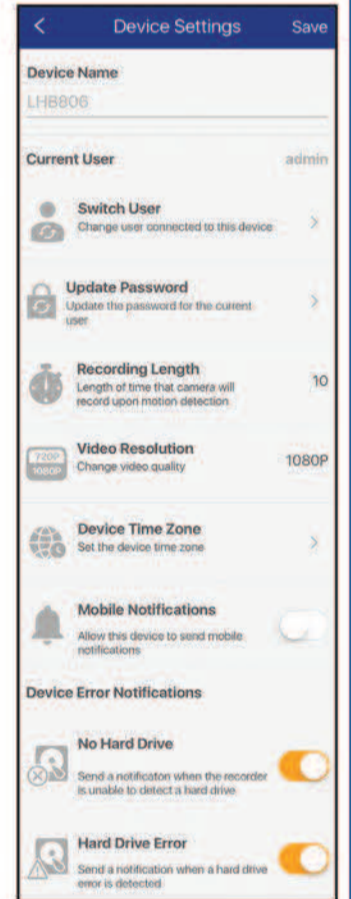 Device Settings Save
Device Name
LHB806
Current User admin
Switch User
Change user connected to this device
Update Password
Update the password for the current
user
Recording Length
Length of time that camera will
record upon motion detection
10
720P
1080P
Video Resolution
Change video quality
1080P
Device Time Zone
Set the device time zone
Mobile Notifications
Allow this device to send mobile
notifications
Device Error Notifications
No Hard Drive
Send a notificaton when the recorder
is unable to detect a hard drive
Hard Drive Error
Send a notification when a hard drive
error is detected